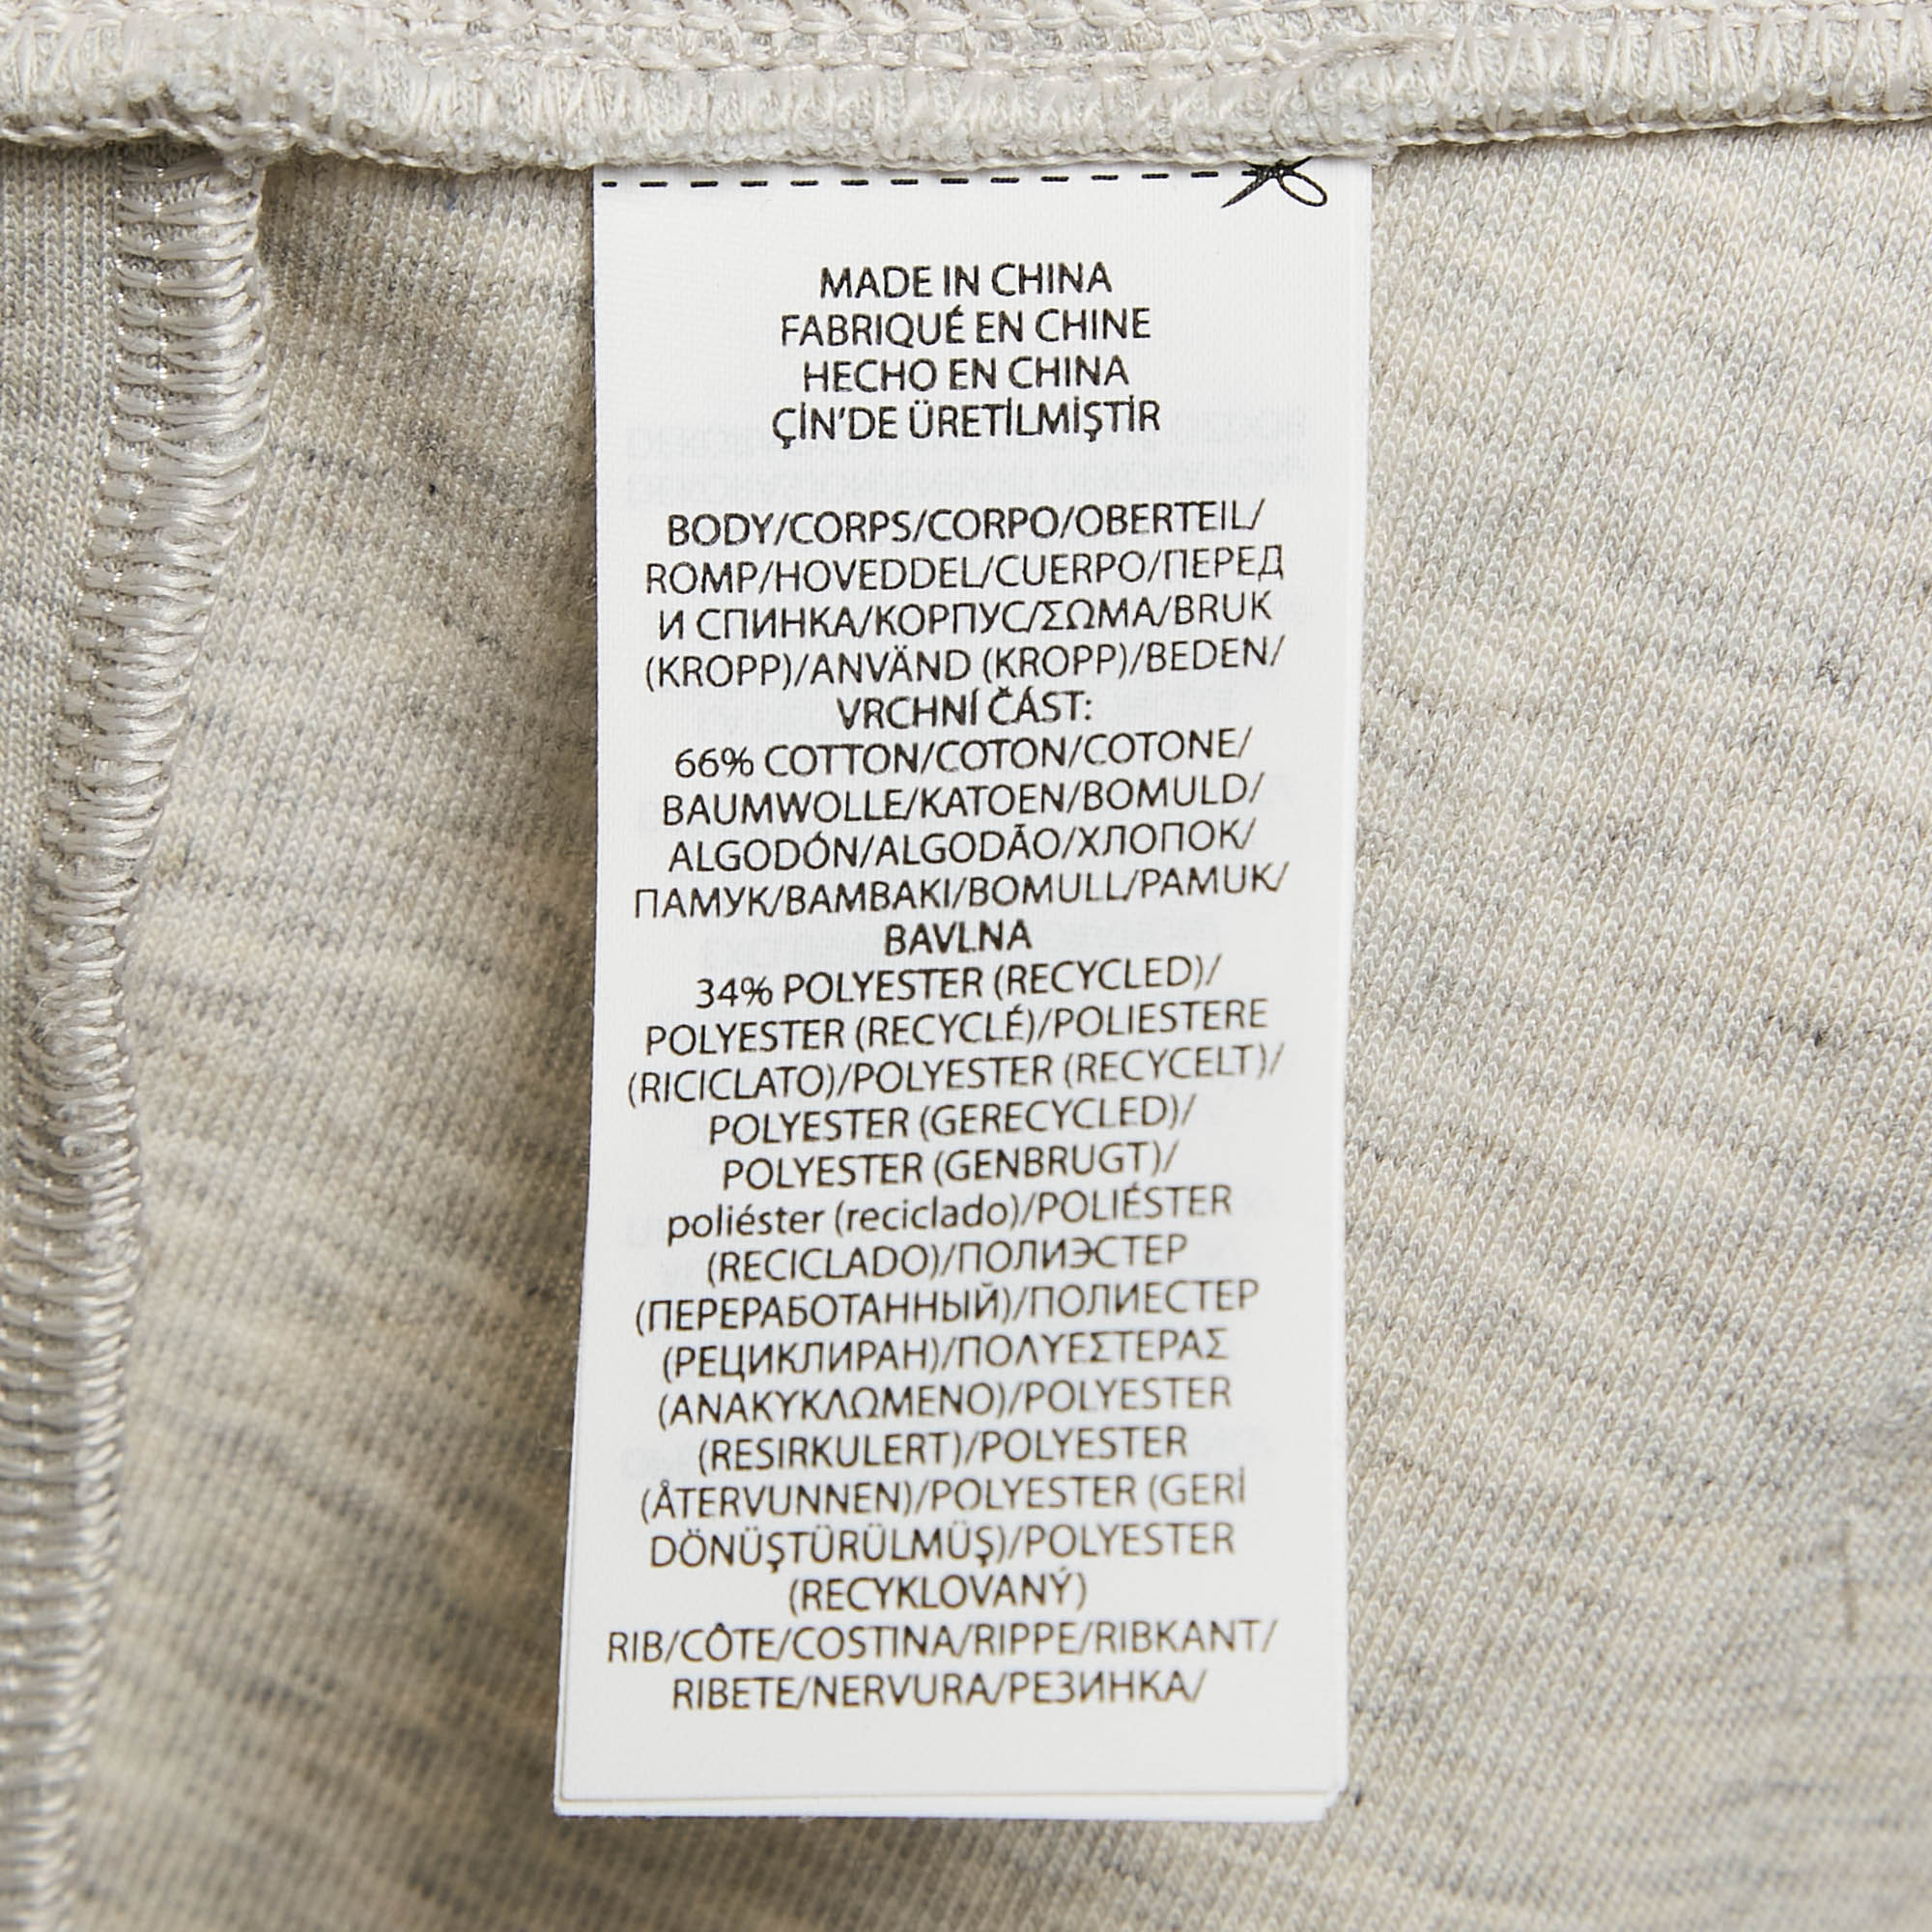 MADE IN CHINA
FABRIQUÉ EN CHINE
HECHO EN CHINA
ÇİN'DE ÜRETİLMİŞTİR
BODY/CORPS/CORPO/OBERTEIL/
ROMP/HOVEDDEL/CUERPO/ПЕРЕД
И СПИНКА/КОРПУС/ΣΩΜΑ/BRUK
(KROPP)/ANVÄND (KROPP)/BEDEN/
VRCHNÍ ČÁST:
66% COTTON/COTON/COTONE/
BAUMWOLLE/KATOEN/BOMULD/
ALGODÓN/ALGODÃO/ХЛОПОК/
ПАМУК/ΒΑΜΒΑΚΙ/BOMULL/PAMUK/
BAVLNA
34% POLYESTER (RECYCLED)/
POLYESTER (RECYCLÉ)/POLIESTERE
(RICICLATO)/POLYESTER (RECYCELT)/
POLYESTER (GERECYCLED)/
POLYESTER (GENBRUGT)/
poliéster (reciclado)/POLIÉSTER
(RECICLADO)/ПОЛИЭСТЕР
(ПЕРЕРАБОТАННЫЙ)/ПОЛИЕСТЕР
(РЕЦИКЛИРАН)/ΠΟΛΥΕΣΤΕΡΑΣ
(ΑΝΑΚΥΚΛΩΜΕΝΟ)/POLYESTER
(RESIRKULERT)/POLYESTER
(ÅTERVUNNEN)/POLYESTER (GERİ
DÖNÜŞTÜRÜLMÜŞ)/POLYESTER
(RECYKLOVANÝ)
RIB/CÔTE/COSTINA/RIPPE/RIBKANT/
RIBETE/NERVURA/РЕЗИНКА/